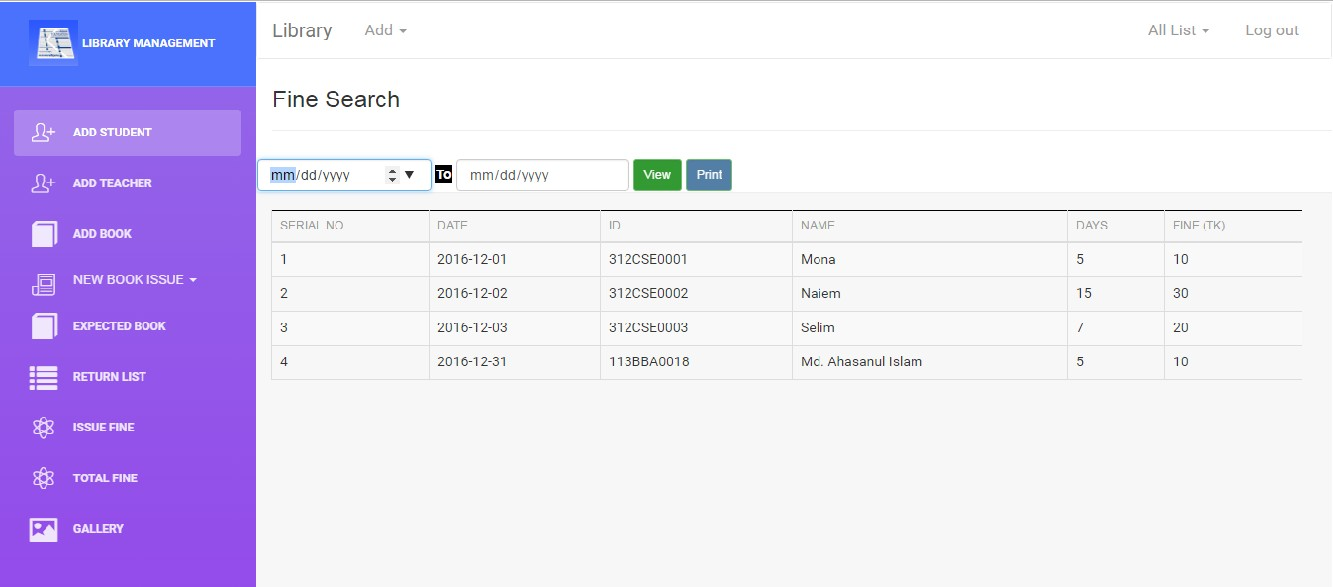 LIBRARY MANAGEMENT
Library Add All List Log out
ADD STUDENT
ADD TEACHER
ADD BOOK
NEW BOOK ISSUE
EXPECTED BOOK
RETURN LIST
ISSUE FINE
TOTAL FINE
GALLERY
Fine Search
mm/dd/yyyy To mm/dd/yyyy View Print
SERIAL NO DATE ID NAME DAYS FINE (TK)
1 2016-12-01 312CSE0001 Mona 5 10
2 2016-12-02 312CSE0002 Naiem 15 30
3 2016-12-03 312CSE0003 Selim 7 20
4 2016-12-31 113BBA0018 Md. Ahasanul Islam 5 10